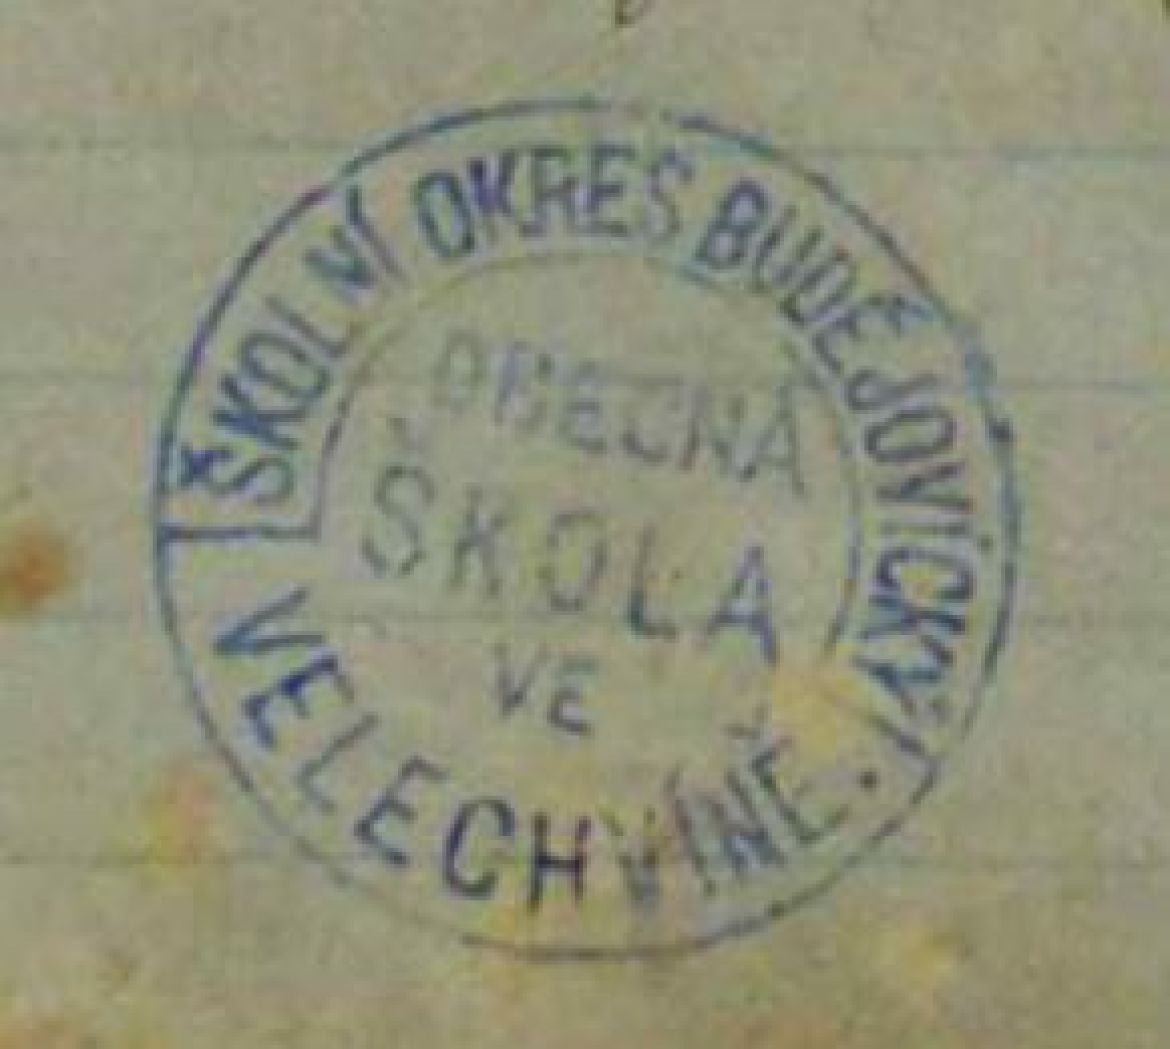 ŠKOLNÍ OKRES BUDĚJOVICKÝ
OBECNÁ
ŠKOLA
VE
VELECHVÍNĚ.